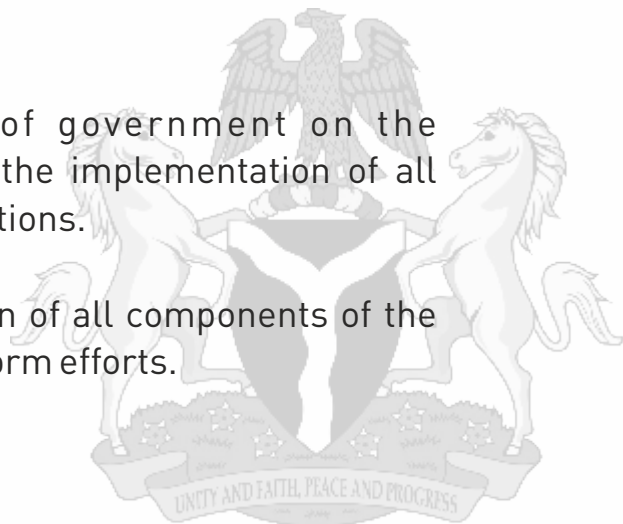 of government on the
the implementation of all
tions.
n of all components of the
orm efforts.
UNITY AND FAITH, PEACE AND PROGRESS